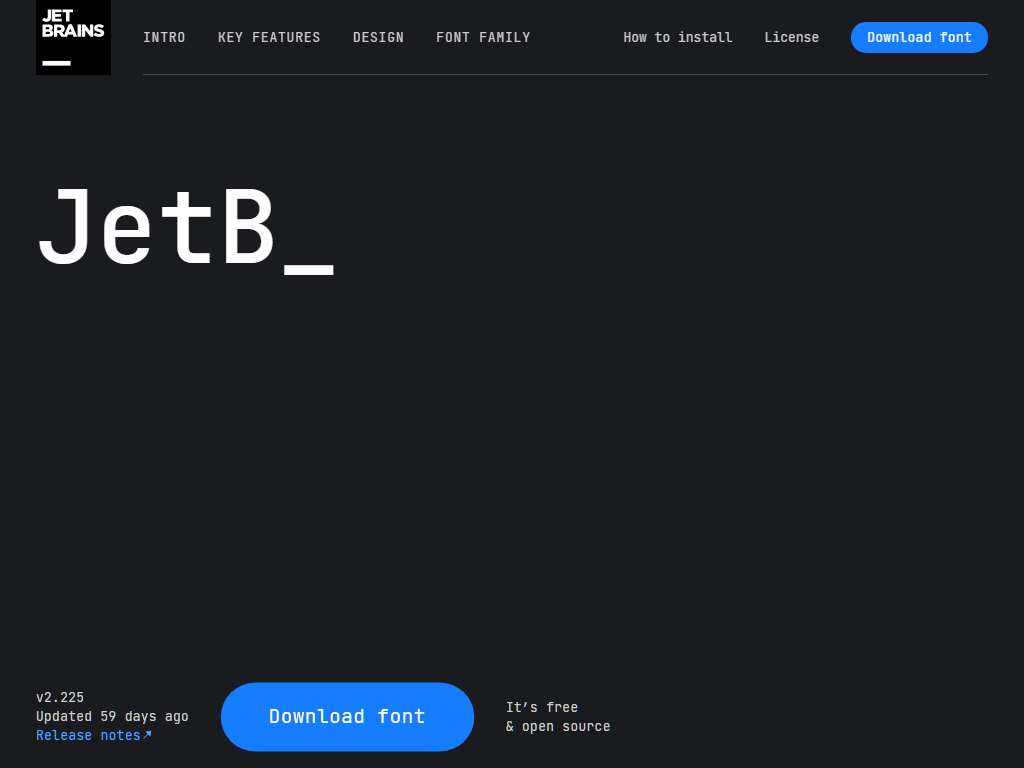 JET
BRAINS
INTRO KEY FEATURES DESIGN FONT FAMILY How to install License Download font
JetB_
v2.225
Updated 59 days ago
Release notes↗
Download font
It’s free
& open source